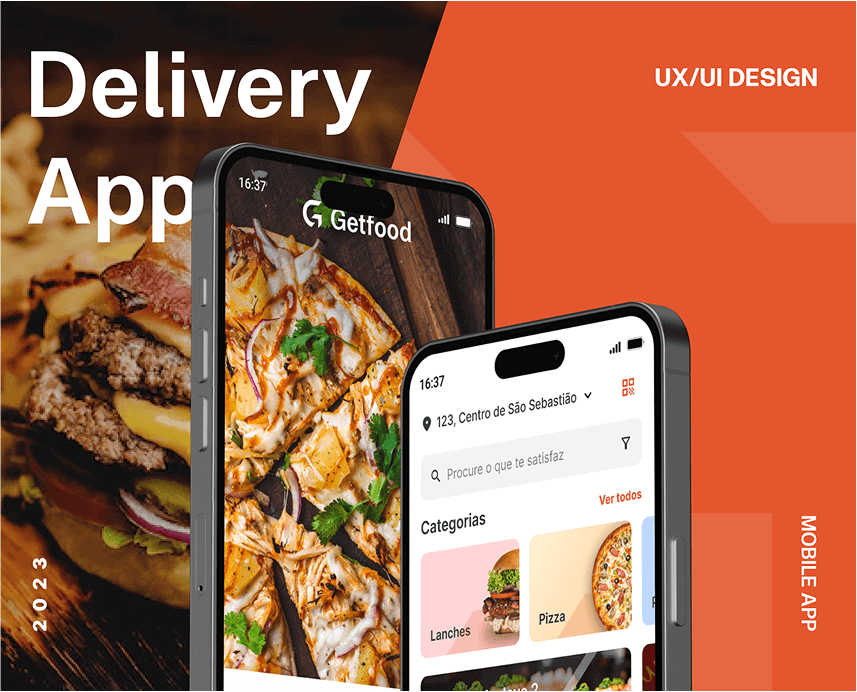 Delivery
App
UX/UI DESIGN
16:37
Getfood
16:37
123, Centro de São Sebastião
Procure o que te satisfaz
Categorias
Ver todos
Lanches
Pizza
2023
MOBILE APP